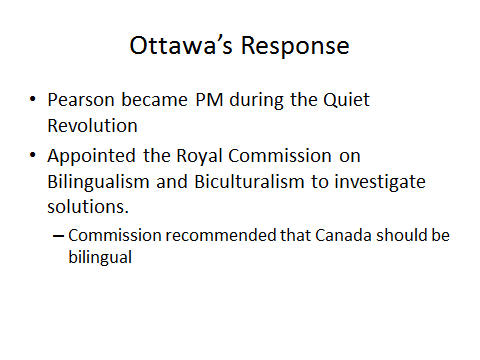 Ottawa’s Response
• Pearson became PM during the Quiet
Revolution
• Appointed the Royal Commission on
Bilingualism and Biculturalism to investigate
solutions.
– Commission recommended that Canada should be
bilingual